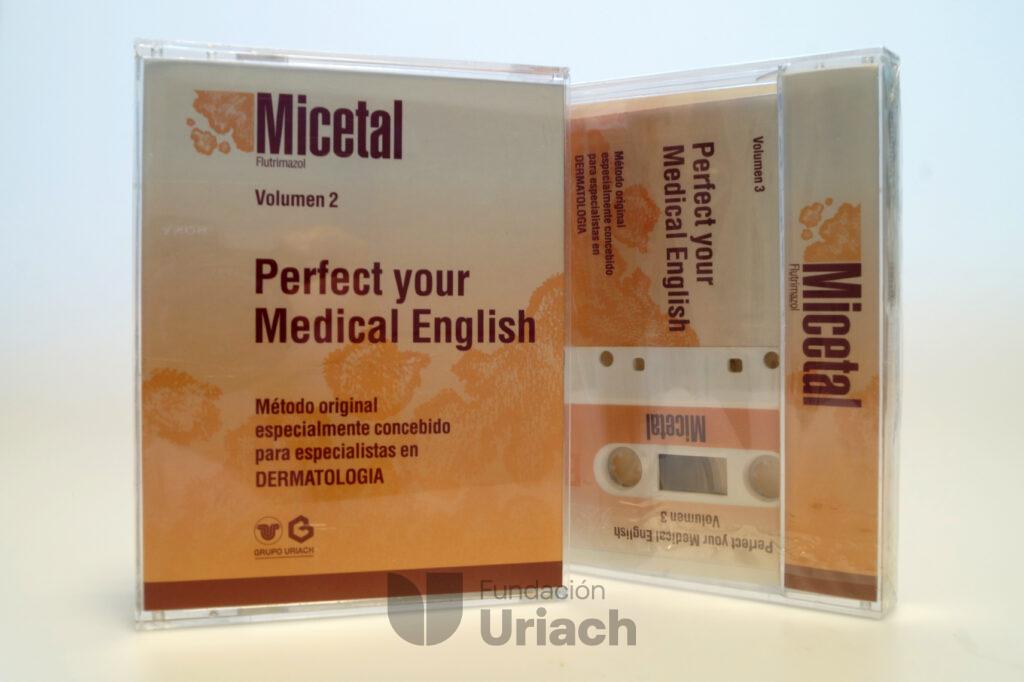 Micetal
Flutrimazol
Volumen 2
Perfect your
Medical English
Método original
especialmente concebido
para especialistas en
DERMATOLOGIA
GRUPO URIACH
Volumen 3
Perfect your
Medical English
Método original
especialmente concebido
para especialistas en
DERMATOLOGIA
Micetal
Volumen 3
Perfect your Medical English
Micetal
Flutrimazol
Fundación
Uriach